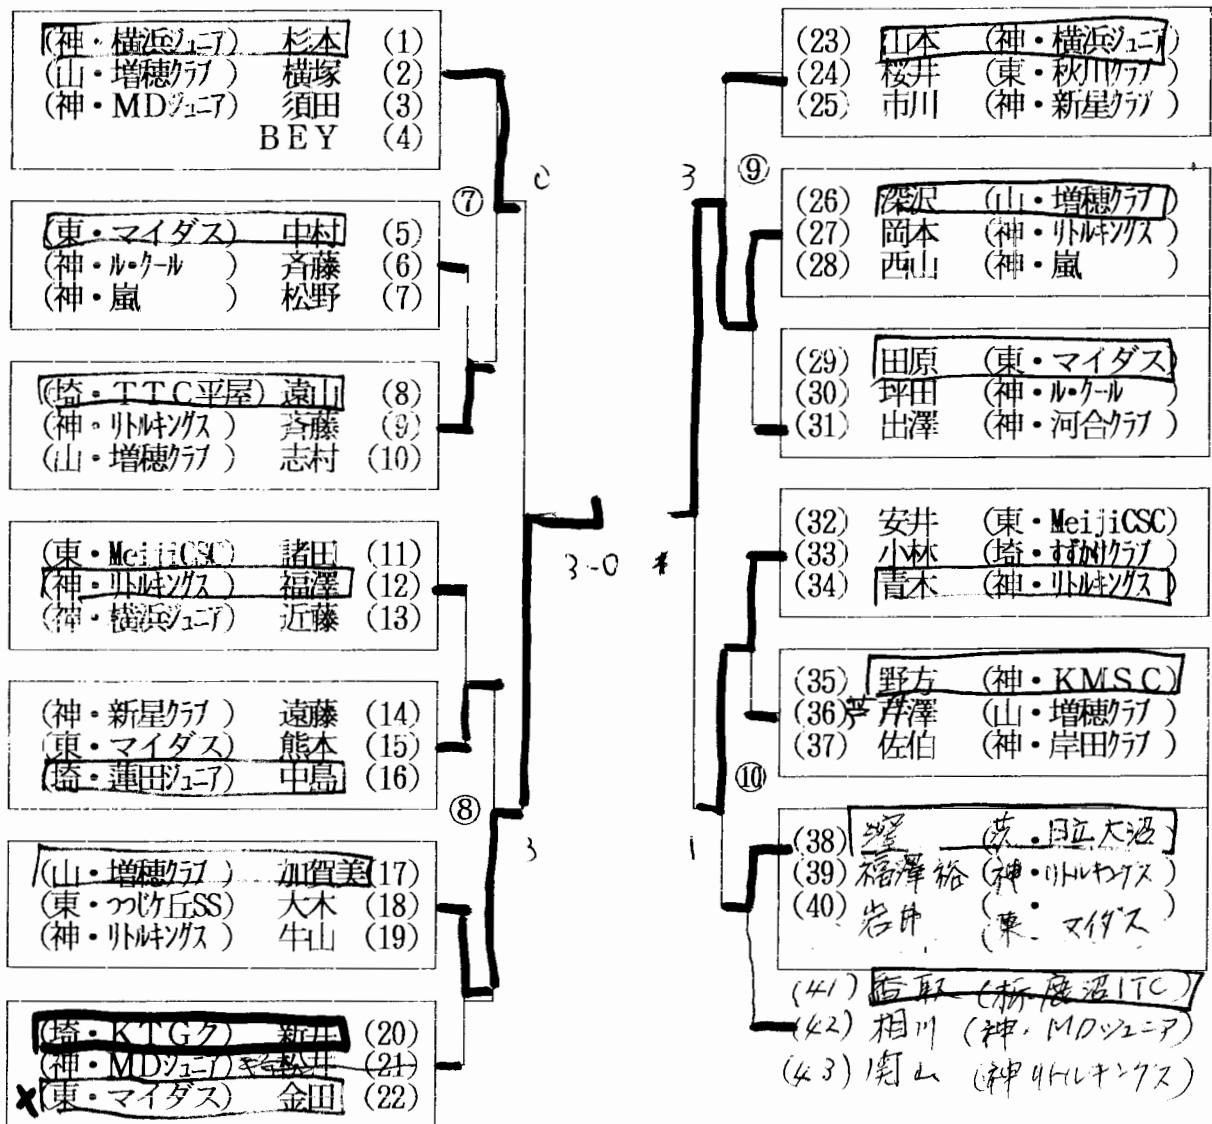 (神・横浜ジュニア) 杉本 (1)
(山・増穂クラブ) 横塚 (2)
(神・MDジュニア) 須田 (3)
BEY (4)
(東・マイダス) 中村 (5)
(神・ル・クール) 斉藤 (6)
(神・嵐) 松野 (7)
(埼・TTC平屋) 遠山 (8)
(神・リトルキングス) 斉藤 (9)
(山・増穂クラブ) 志村 (10)
(東・MeijiCSC) 諸田 (11)
(神・リトルキングス) 福澤 (12)
(神・横浜ジュニア) 近藤 (13)
(神・新星クラブ) 遠藤 (14)
(東・マイダス) 熊本 (15)
(埼・蓮田ジュニア) 中島 (16)
(山・増穂クラブ) 加賀美 (17)
(東・つつじケ丘SS) 大木 (18)
(神・リトルキングス) 牛山 (19)
(埼・KTGク) 新井 (20)
(神・MDジュニア) 松井 (21)
(東・マイダス) 金田 (22)
⑦
0
⑧
3
3-0
3
⑨
⑩
1
(23) 山本 (神・横浜ジュニア)
(24) 桜井 (東・秋川クラブ)
(25) 市川 (神・新星クラブ)
(26) 深沢 (山・増穂クラブ)
(27) 岡本 (神・リトルキングス)
(28) 西山 (神・嵐)
(29) 田原 (東・マイダス)
(30) 坪田 (神・ル・クール)
(31) 出澤 (神・河合クラブ)
(32) 安井 (東・MeijiCSC)
(33) 小林 (埼・すずかけクラブ)
(34) 青木 (神・リトルキングス)
(35) 野方 (神・KMSC)
(36) 芦 芹澤 (山・増穂クラブ)
(37) 佐伯 (神・岸田クラブ)
(38) (茨・日立大沼)
(39) 福澤裕 (神・リトルキングス)
(40) 岩井 (東・マイダス)
(41) 香取 (栃・鹿沼TTC)
(42) 相川 (神・MDジュニア)
(43) 関山 (神リトルキングス)